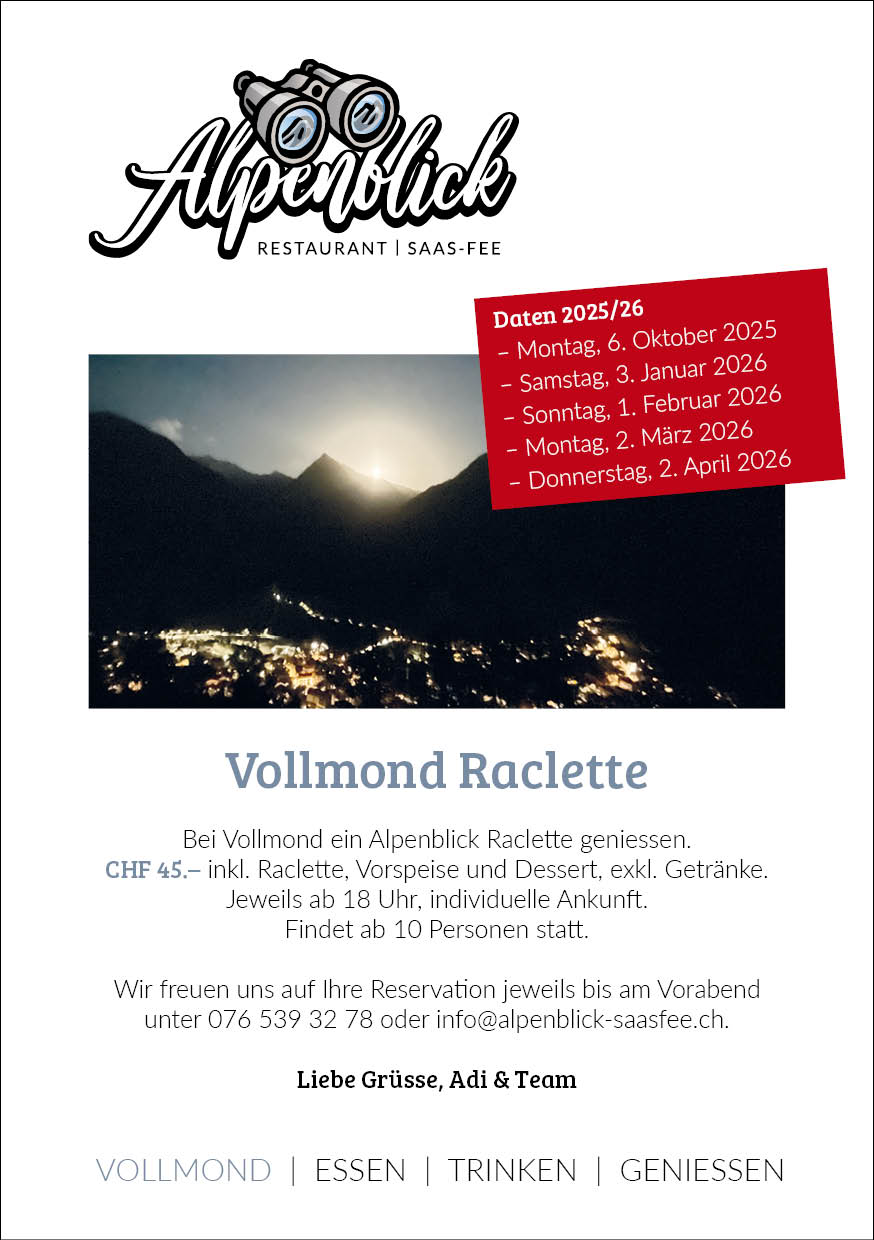 Alpenblick
RESTAURANT | SAAS-FEE
Daten 2025/26
– Montag, 6. Oktober 2025
– Samstag, 3. Januar 2026
– Sonntag, 1. Februar 2026
– Montag, 2. März 2026
– Donnerstag, 2. April 2026
Vollmond Raclette
Bei Vollmond ein Alpenblick Raclette geniessen.
CHF 45.– inkl. Raclette, Vorspeise und Dessert, exkl. Getränke.
Jeweils ab 18 Uhr, individuelle Ankunft.
Findet ab 10 Personen statt.
Wir freuen uns auf Ihre Reservation jeweils bis am Vorabend
unter 076 539 32 78 oder info@alpenblick-saasfee.ch.
Liebe Grüsse, Adi & Team
VOLLMOND | ESSEN | TRINKEN | GENIESSEN